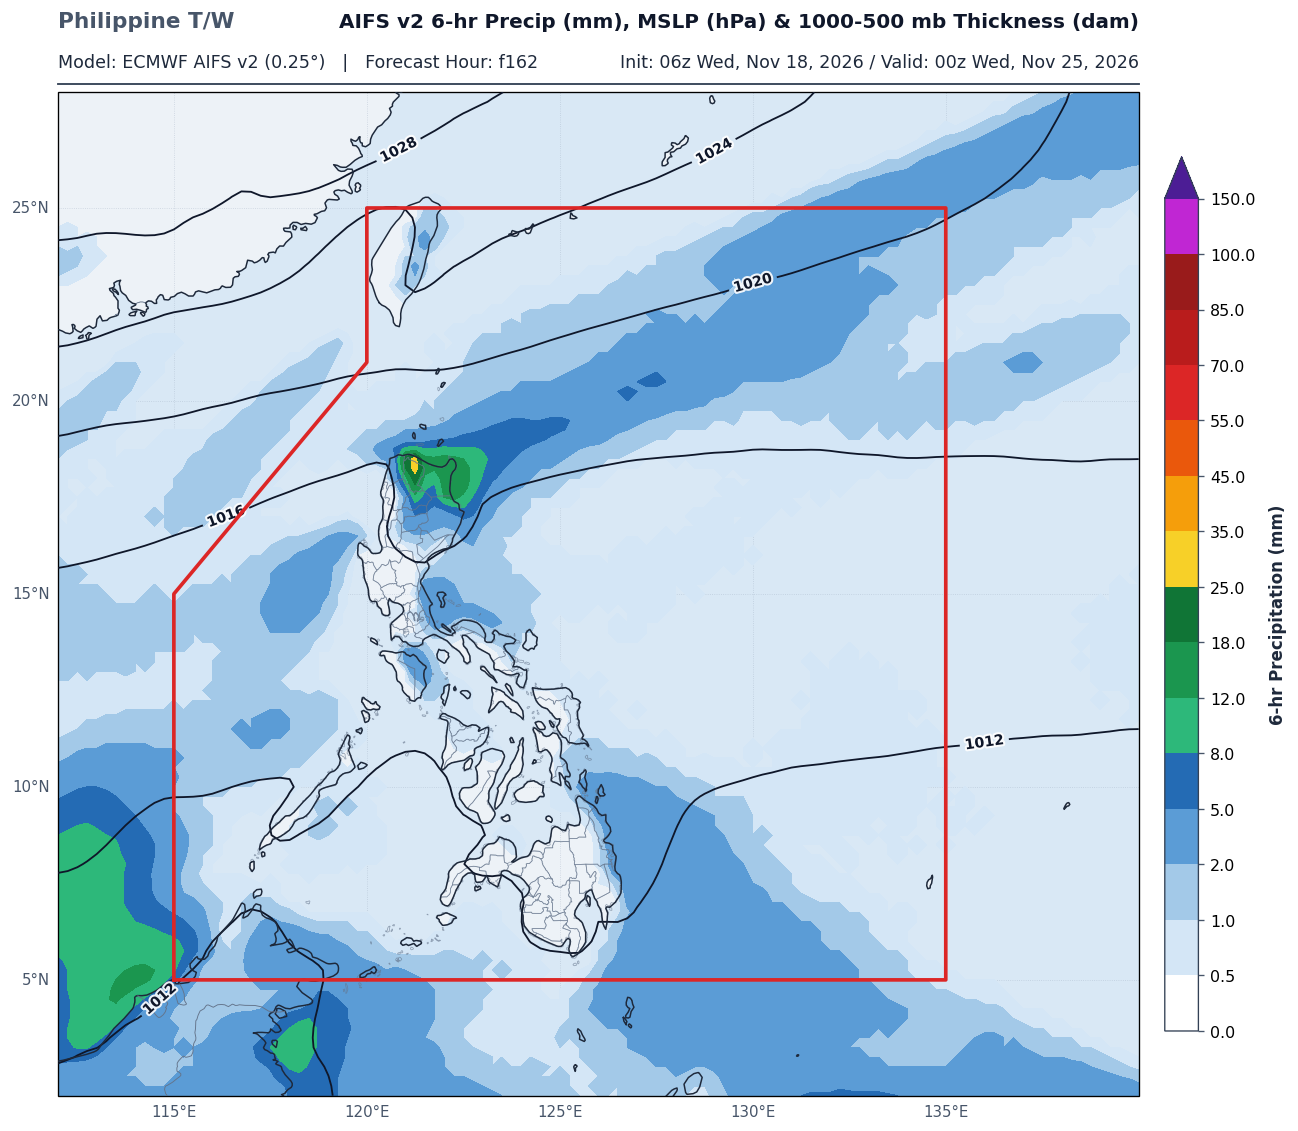 Philippine T/W
AIFS v2 6-hr Precip (mm), MSLP (hPa) & 1000-500 mb Thickness (dam)
Model: ECMWF AIFS v2 (0.25°)   |   Forecast Hour: f162
Init: 06z Wed, Nov 18, 2026 / Valid: 00z Wed, Nov 25, 2026
1028
1024
1020
1016
1012
1012
25°N
20°N
15°N
10°N
5°N
115°E
120°E
125°E
130°E
135°E
150.0
100.0
85.0
70.0
55.0
45.0
35.0
25.0
18.0
12.0
8.0
5.0
2.0
1.0
0.5
0.0
6-hr Precipitation (mm)